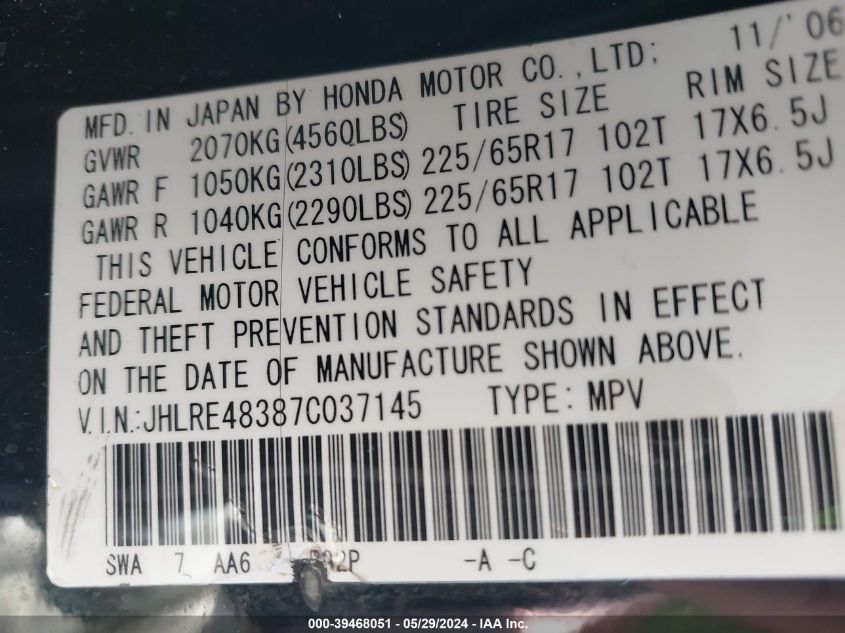 MFD. IN JAPAN BY HONDA MOTOR CO., LTD; 11/'06
GVWR 2070KG(4560LBS) TIRE SIZE RIM SIZE
GAWR F 1050KG(2310LBS) 225/65R17 102T 17X6.5J
GAWR R 1040KG(2290LBS) 225/65R17 102T 17X6.5J
THIS VEHICLE CONFORMS TO ALL APPLICABLE
FEDERAL MOTOR VEHICLE SAFETY
AND THEFT PREVENTION STANDARDS IN EFFECT
ON THE DATE OF MANUFACTURE SHOWN ABOVE.
V.I.N.:JHLRE48387C037145 TYPE: MPV
SWA 7 AA6 -A -C
000-39468051 / 05/29/2024 - IAA Inc.